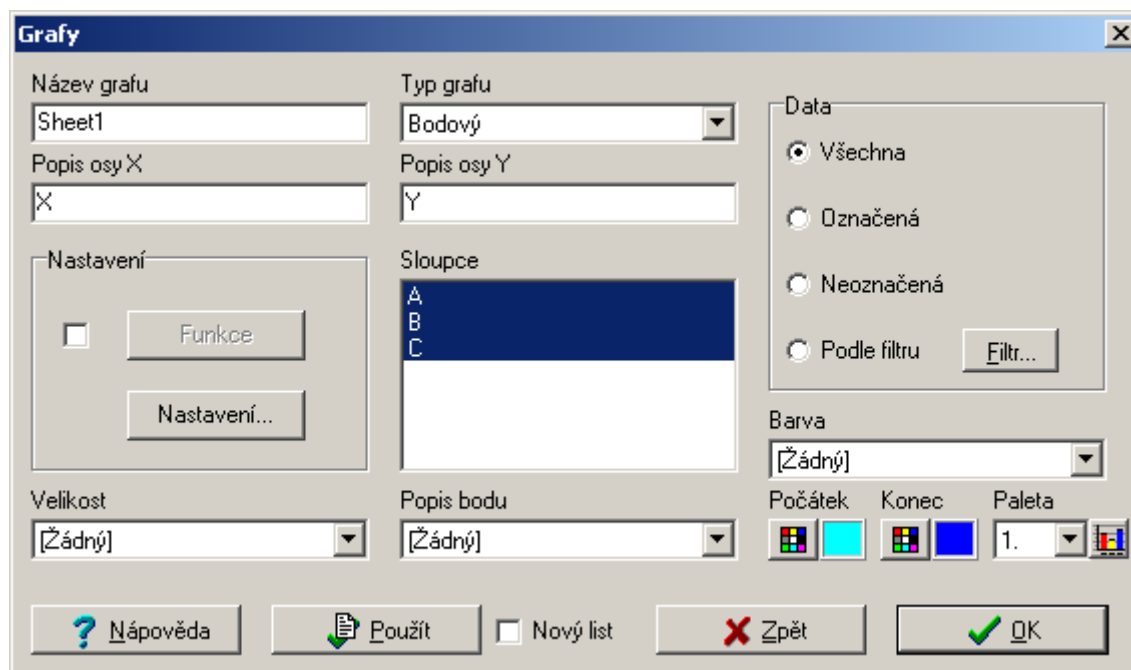 Grafy
Název grafu
Sheet1
Typ grafu
Bodový
Popis osy X
X
Popis osy Y
Y
Data
Všechna
Označená
Neoznačená
Podle filtru
Filtr...
Nastavení
Funkce
Nastavení...
Sloupce
A
B
C
Barva
[Žádný]
Velikost
[Žádný]
Popis bodu
[Žádný]
Počátek
Konec
Paleta
1.
Nápověda
Použít
Nový list
Zpět
OK